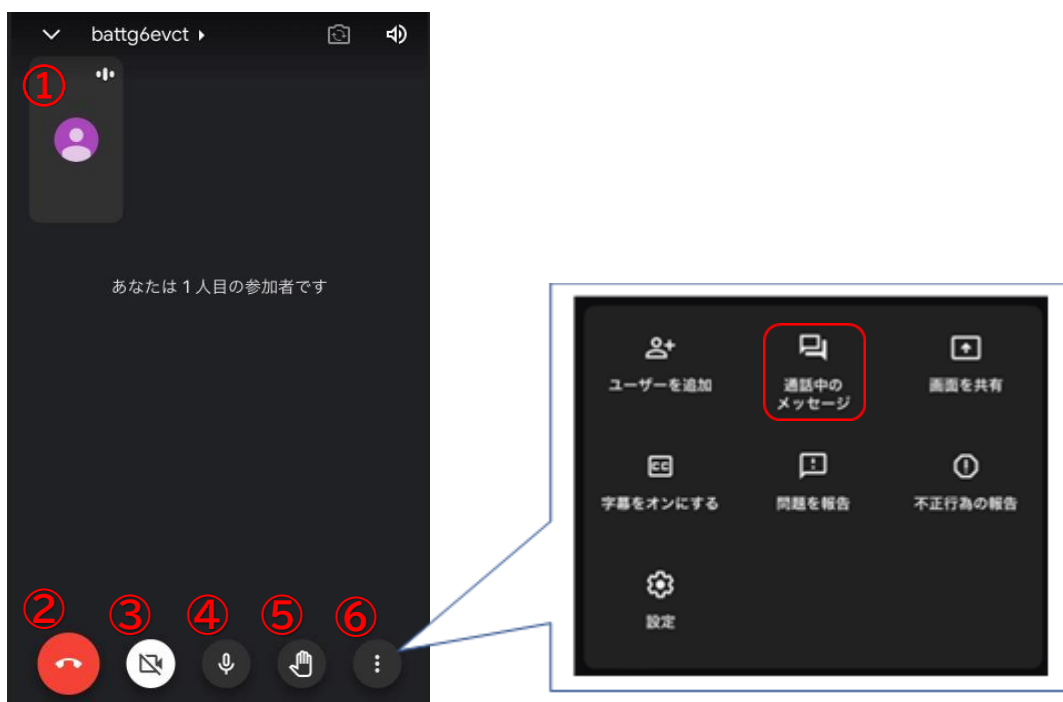 battg6evct
①
あなたは 1 人目の参加者です
②
③
④
⑤
⑥
ユーザーを追加
通話中の
メッセージ
画面を共有
CC
字幕をオンにする
問題を報告
不正行為の報告
設定